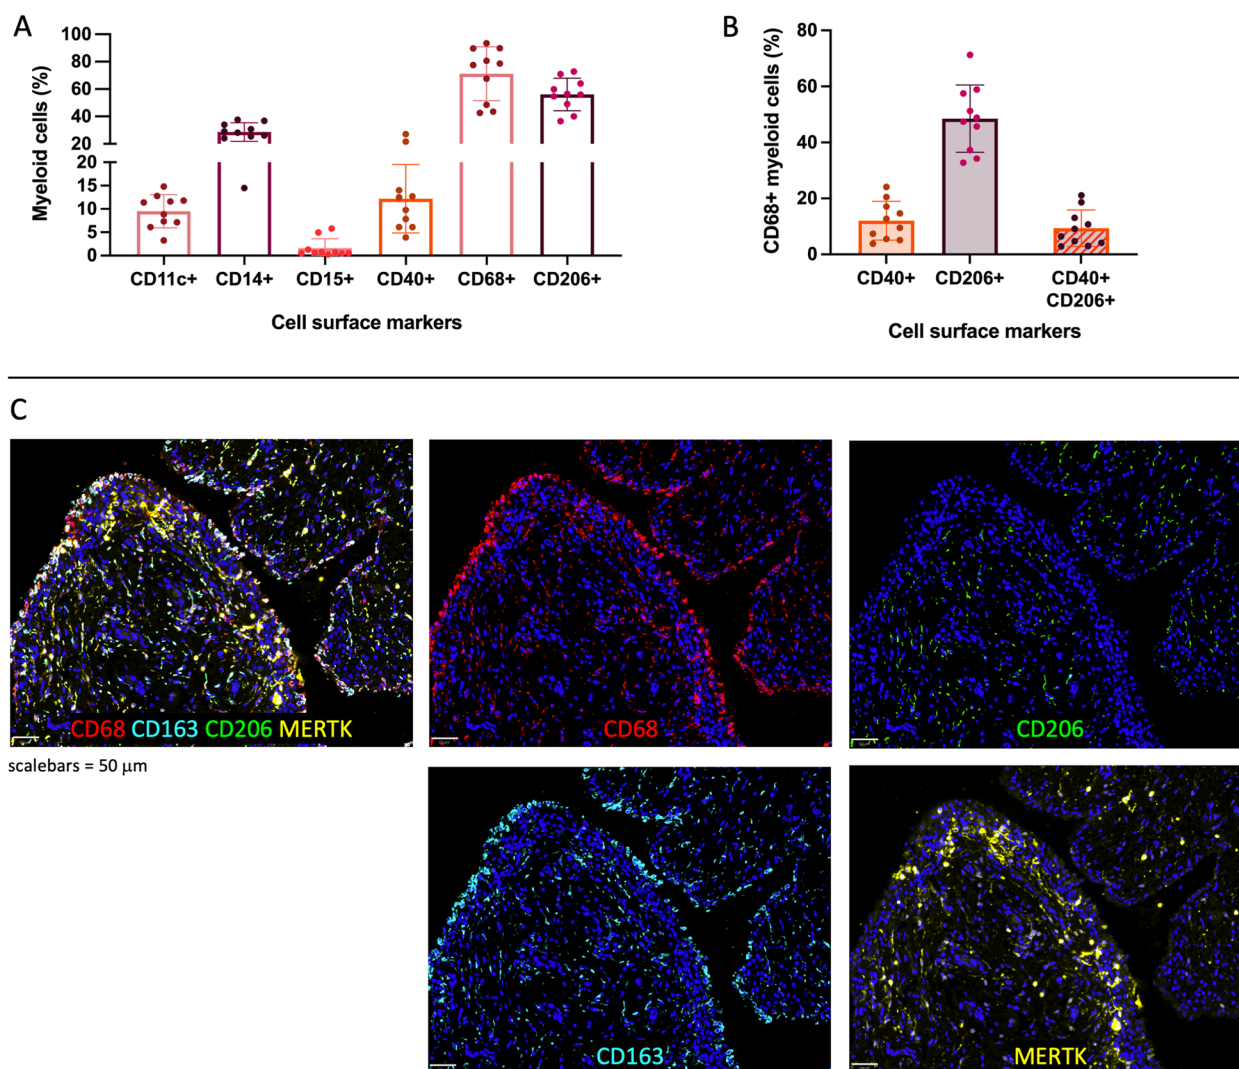 A
100
80
60
40
20
20
15
10
5
0
Myeloid cells (%)
CD11c+ CD14+ CD15+ CD40+ CD68+ CD206+
Cell surface markers
B
80
60
40
20
0
CD68+ myeloid cells (%)
CD40+ CD206+ CD40+
CD206+
Cell surface markers
C
CD68 CD163 CD206 MERTK
CD68
CD206
scalebars = 50 µm
CD163
MERTK